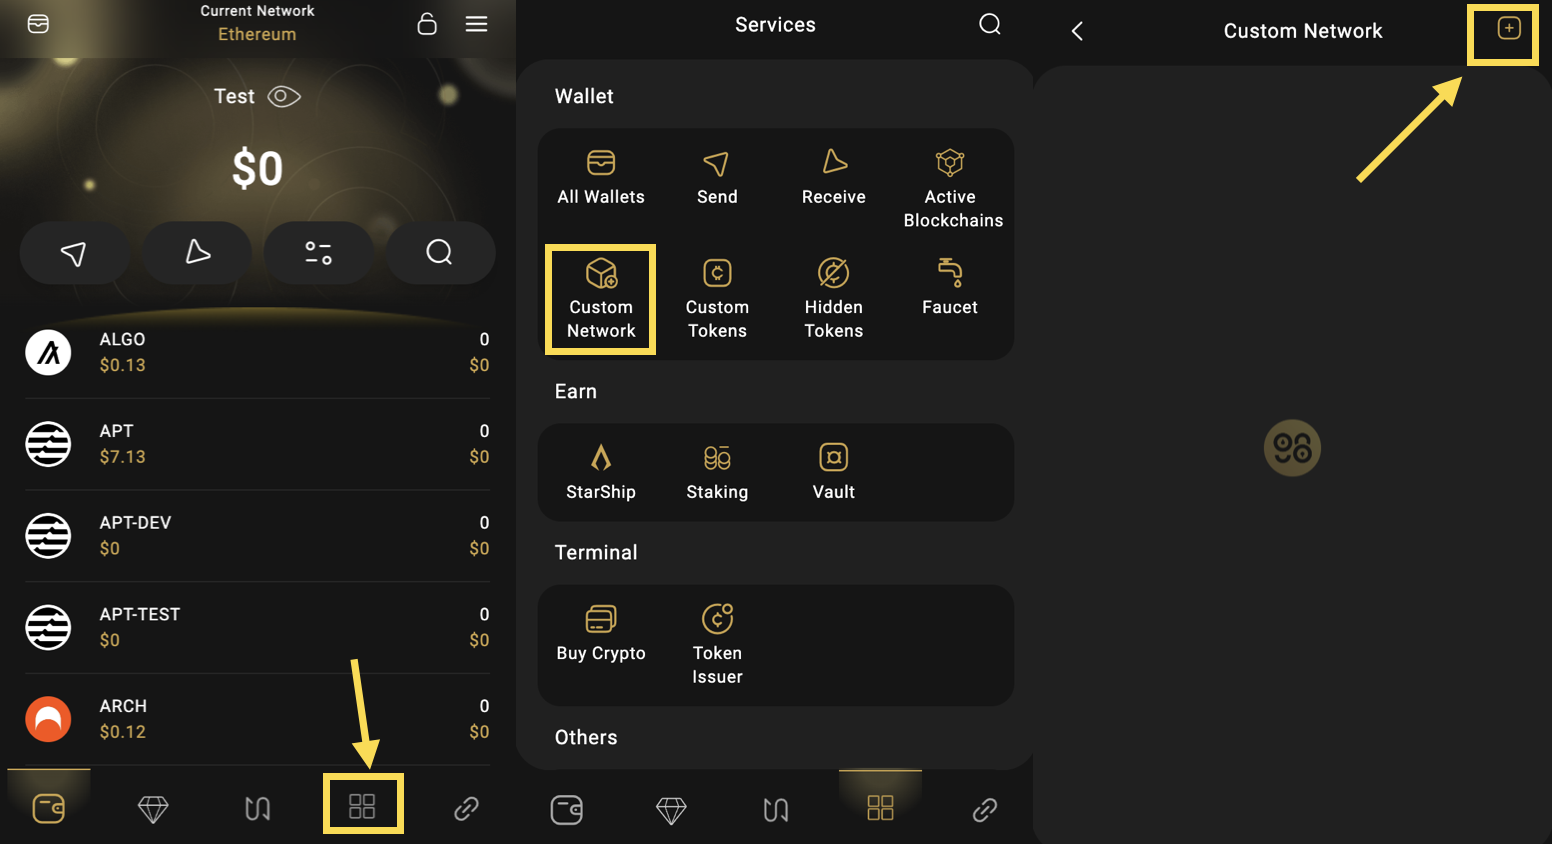 Current Network
Ethereum
Test
$0
ALGO
0
$0.13
$0
APT
0
$7.13
$0
APT-DEV
0
$0
$0
APT-TEST
0
$0
$0
ARCH
0
$0.12
$0
Services
Wallet
All Wallets
Send
Receive
Active
Blockchains
Custom
Network
Custom
Tokens
Hidden
Tokens
Faucet
Earn
StarShip
Staking
Vault
Terminal
Buy Crypto
Token
Issuer
Others
Custom Network